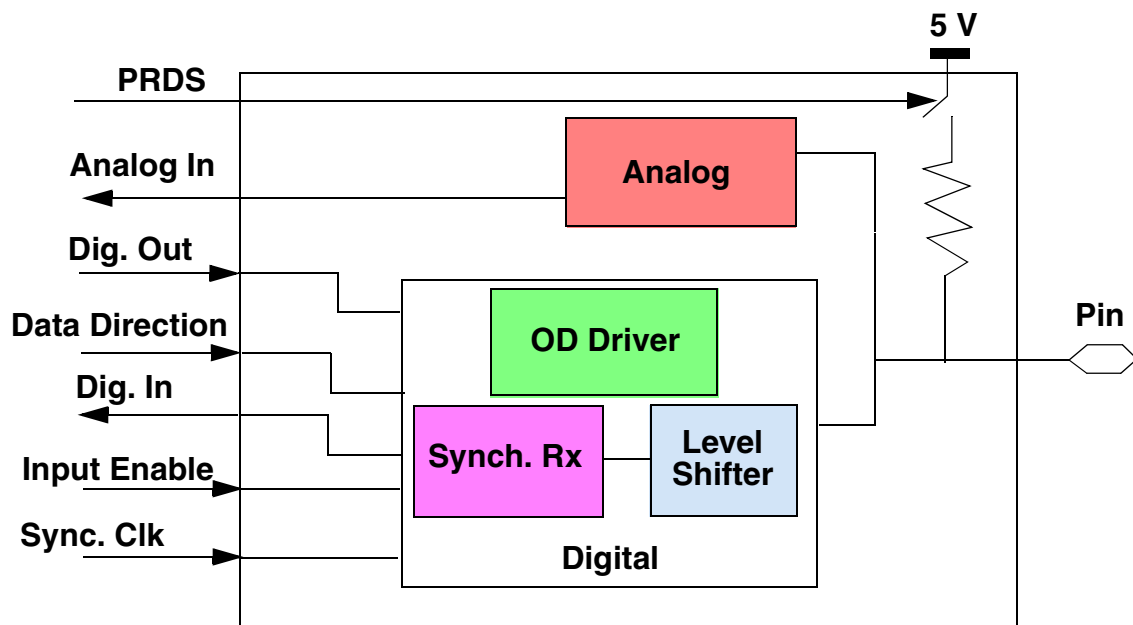 5 V
PRDS
Analog In
Analog
Dig. Out
Data Direction
OD Driver
Pin
Dig. In
Synch. Rx
Level
Shifter
Input Enable
Sync. Clk
Digital